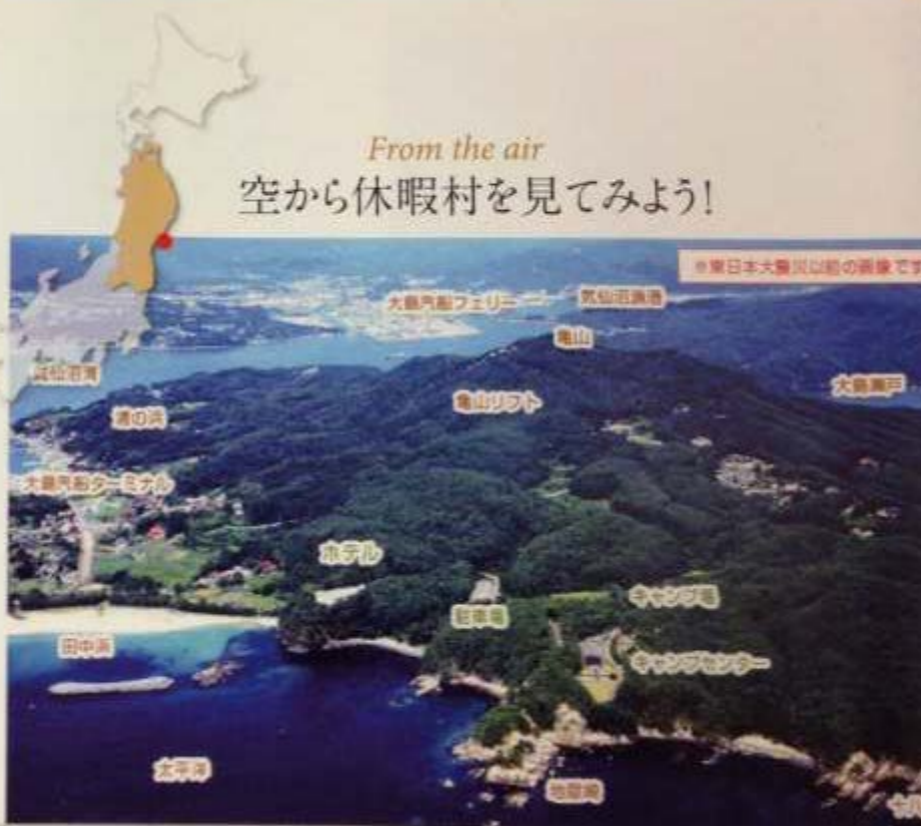 From the air
空から休暇村を見てみよう!
※東日本大震災以前の画像です
大島汽船フェリー
気仙沼漁港
亀山
気仙沼湾
大島瀬戸
浦の浜
亀山リフト
大島汽船ターミナル
ホテル
駐車場
キャンプ場
田中浜
キャンプセンター
太平洋